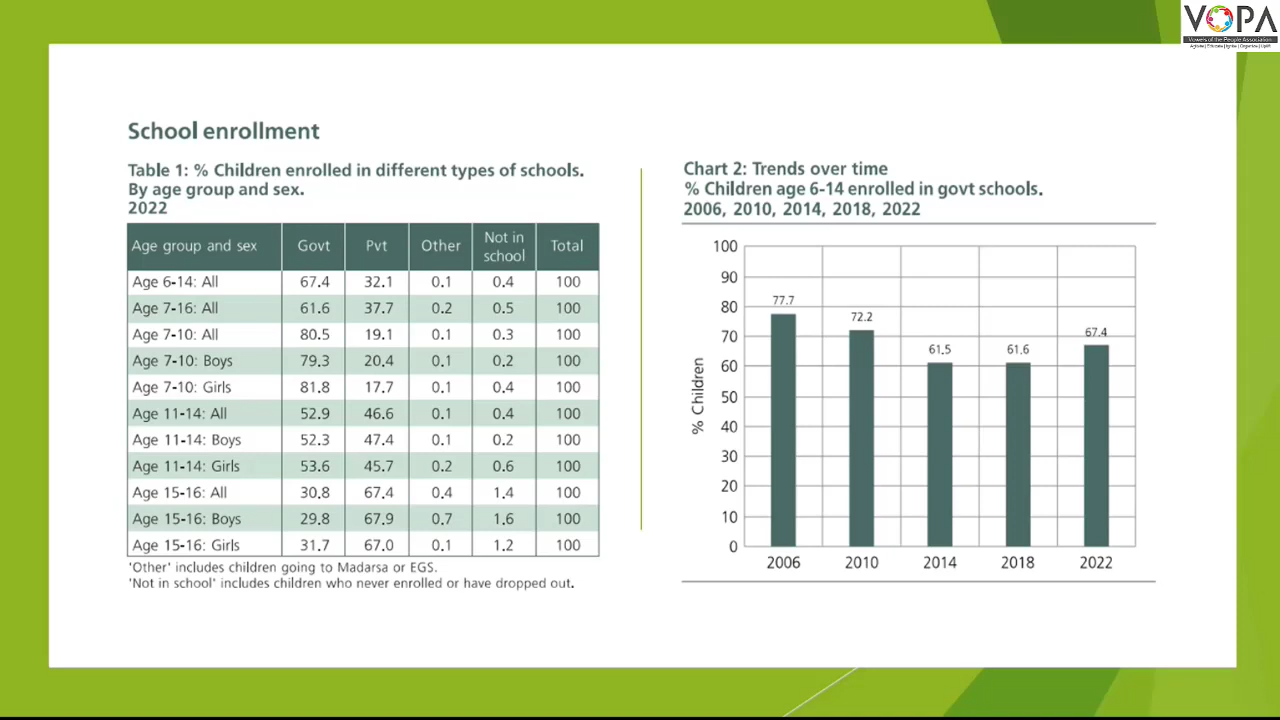 VOPA
Vowels of the People Association
School enrollment
Table 1: % Children enrolled in different types of schools.
By age group and sex.
2022
Age group and sex Govt Pvt Other Not in school Total
Age 6-14: All 67.4 32.1 0.1 0.4 100
Age 7-16: All 61.6 37.7 0.2 0.5 100
Age 7-10: All 80.5 19.1 0.1 0.3 100
Age 7-10: Boys 79.3 20.4 0.1 0.2 100
Age 7-10: Girls 81.8 17.7 0.1 0.4 100
Age 11-14: All 52.9 46.6 0.1 0.4 100
Age 11-14: Boys 52.3 47.4 0.1 0.2 100
Age 11-14: Girls 53.6 45.7 0.2 0.6 100
Age 15-16: All 30.8 67.4 0.4 1.4 100
Age 15-16: Boys 29.8 67.9 0.7 1.6 100
Age 15-16: Girls 31.7 67.0 0.1 1.2 100
'Other' includes children going to Madarsa or EGS.
'Not in school' includes children who never enrolled or have dropped out.
Chart 2: Trends over time
% Children age 6-14 enrolled in govt schools.
2006, 2010, 2014, 2018, 2022
% Children
100
90
80
70
60
50
40
30
20
10
0
77.7 72.2 61.5 61.6 67.4
2006 2010 2014 2018 2022